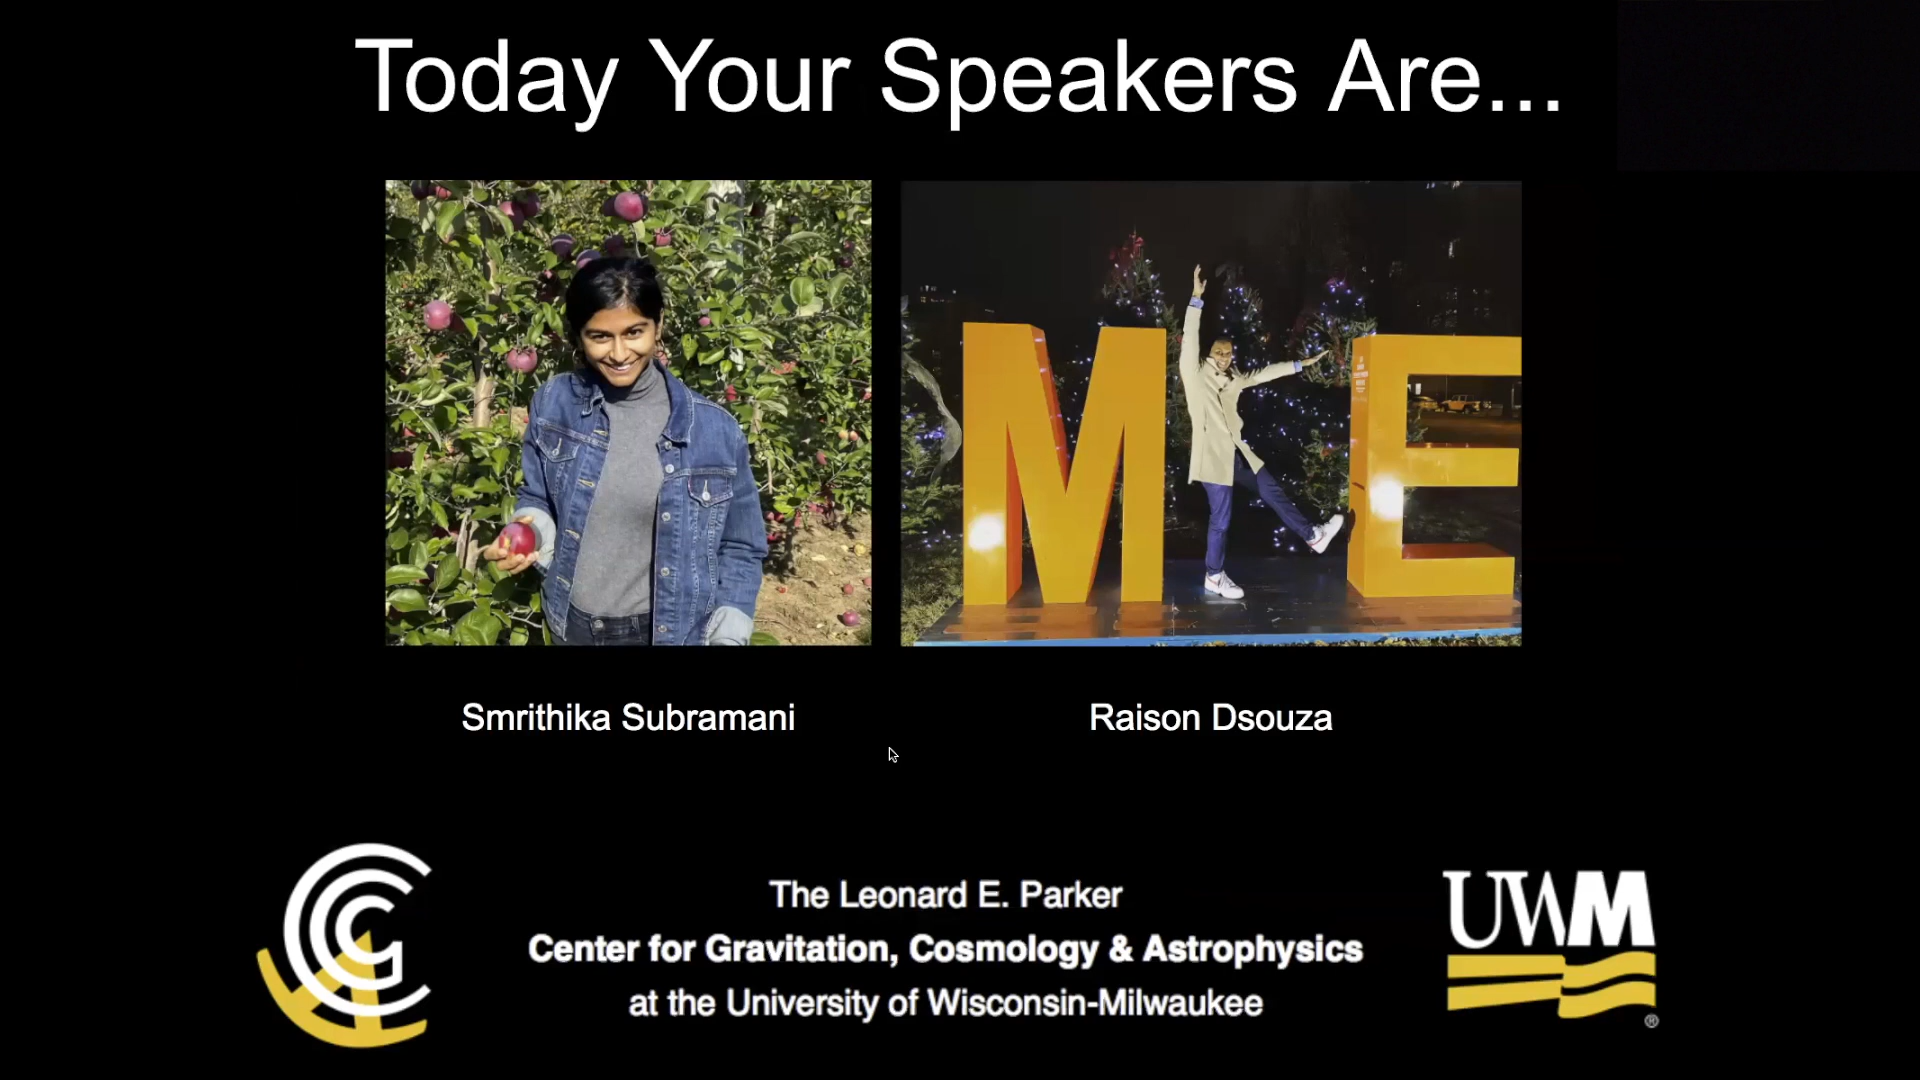 Today Your Speakers Are...
M E
Smrithika Subramani
Raison Dsouza
The Leonard E. Parker
Center for Gravitation, Cosmology & Astrophysics
at the University of Wisconsin-Milwaukee
CGCA
UWM
®